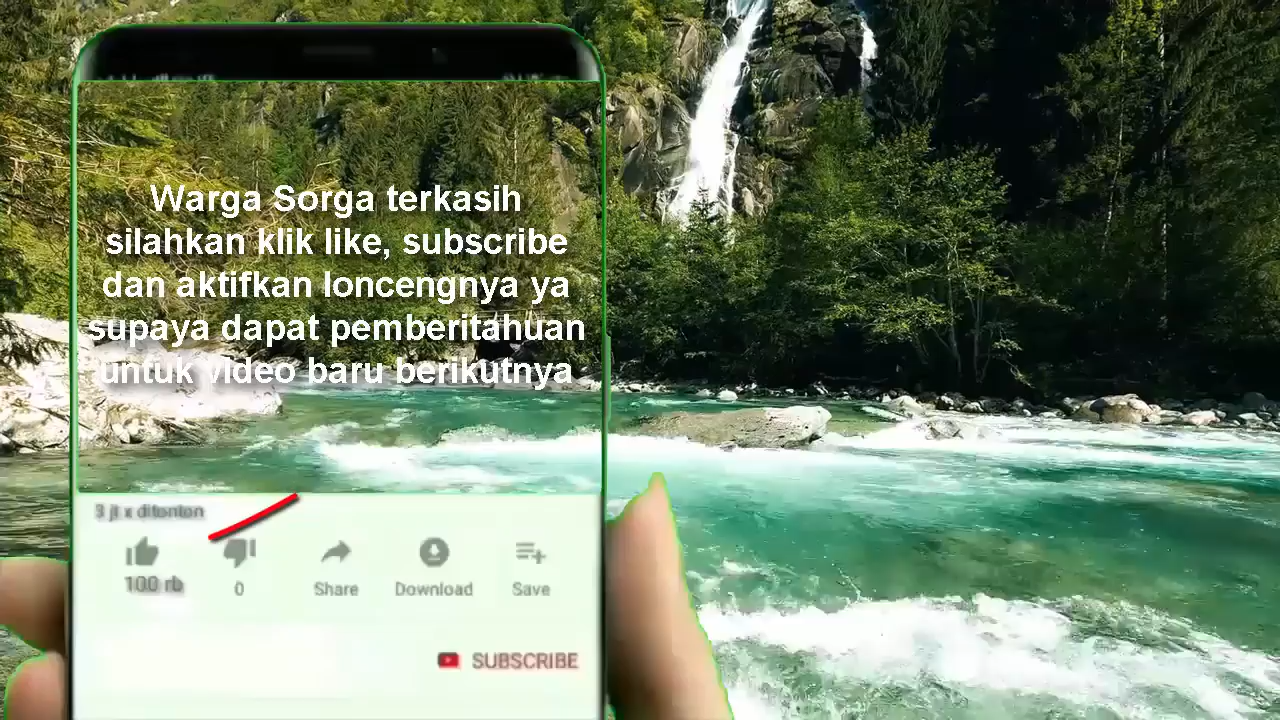 Warga Sorga terkasih
silahkan klik like, subscribe
dan aktifkan loncengnya ya
supaya dapat pemberitahuan
untuk video baru berikutnya
3 jt x ditonton
100 rb
0
Share
Download
Save
SUBSCRIBE